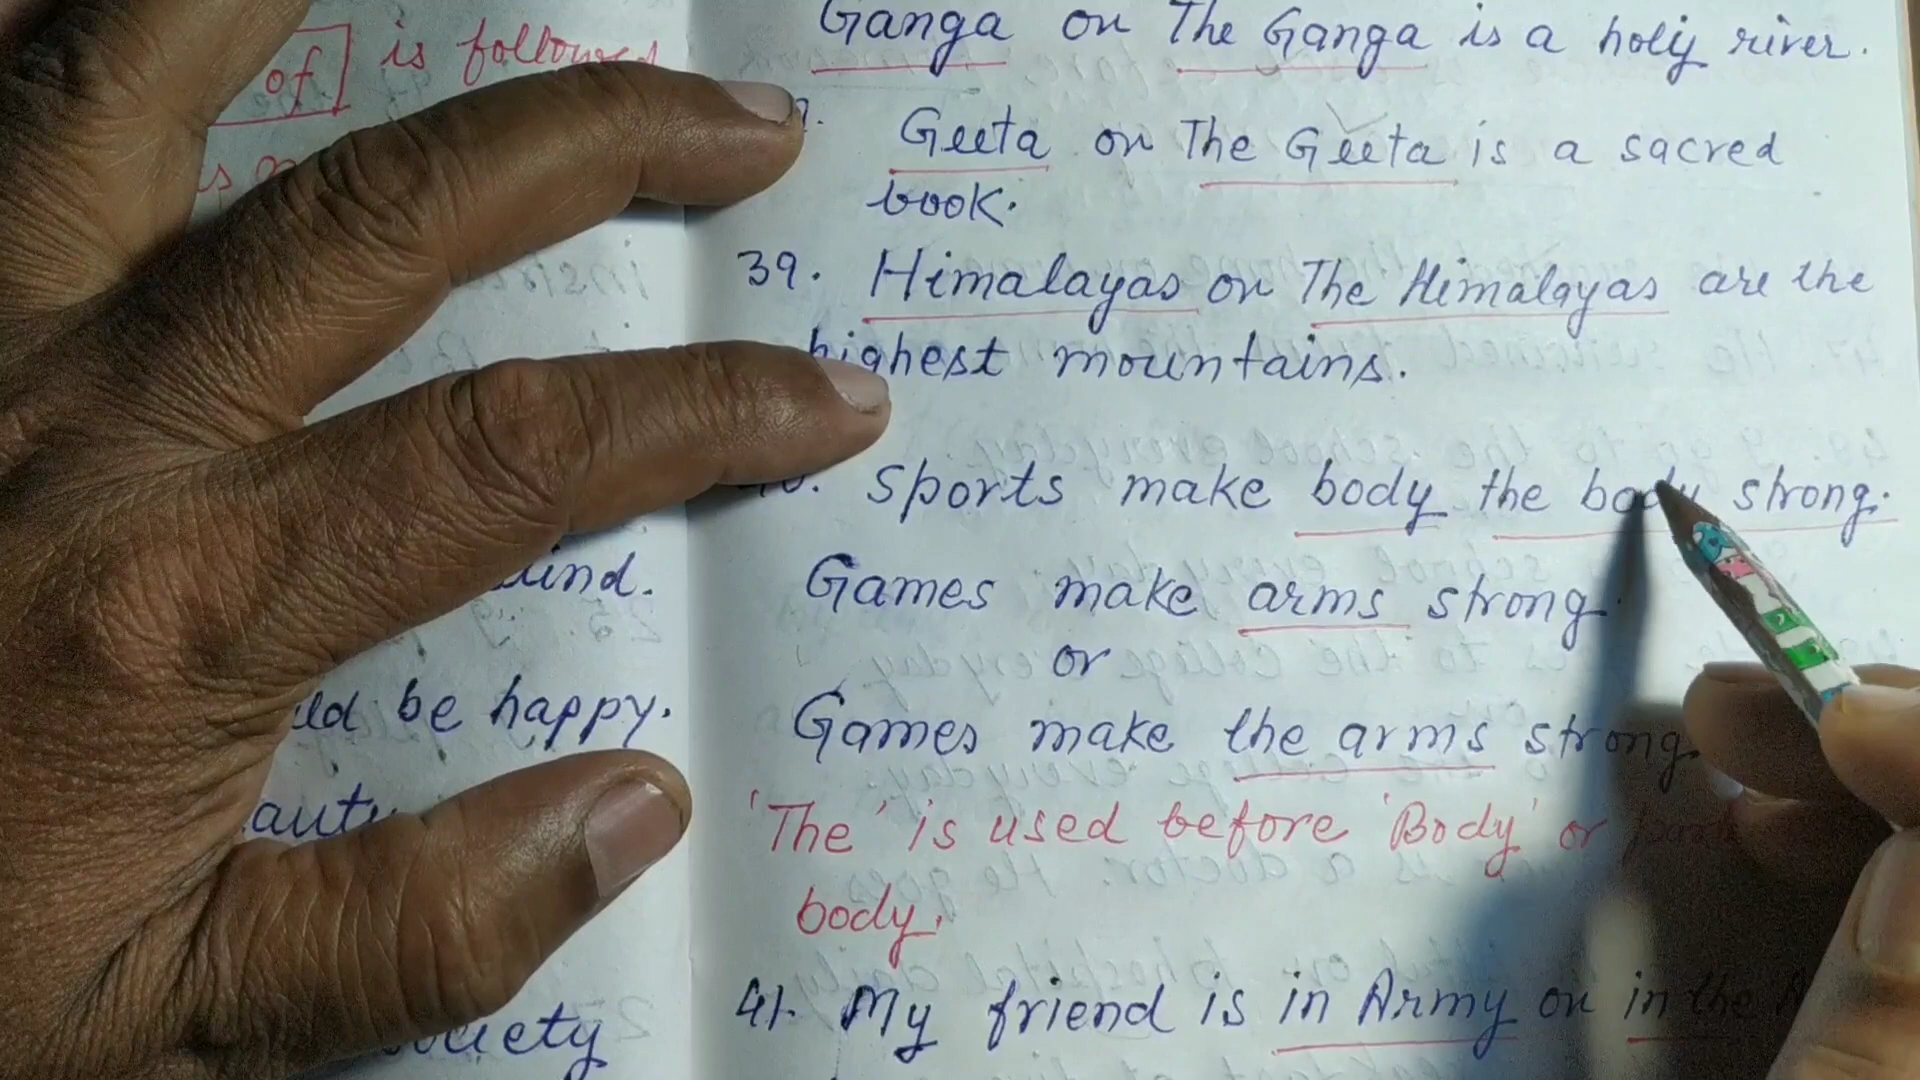 of is followed
Ganga or The Ganga is a holy river.
Geeta or The Geeta is a sacred
book.
39. Himalayas or The Himalayas are the
highest mountains.
Sports make body the body strong.
mind.
Games make arms strong.
or
ld be happy.
Games make the arms strong
'The' is used before 'Body' or
body.
41. My friend is in Army or in the
society